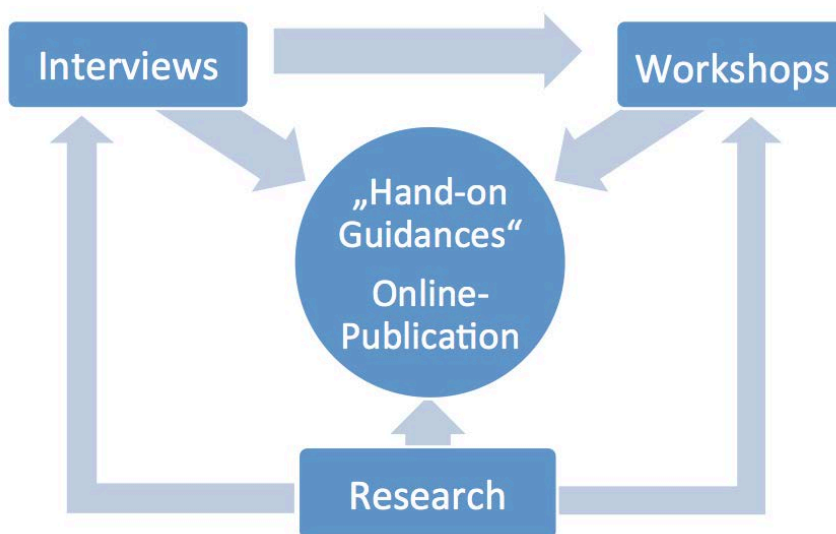 Interviews
Workshops
„Hand-on
Guidances“
Online-
Publication
Research